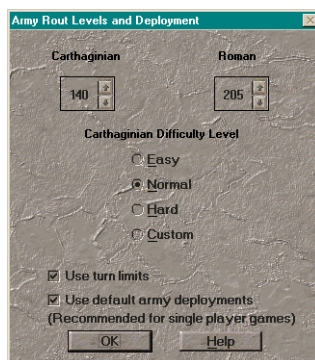 Army Rout Levels and Deployment
Carthaginian
Roman
140
205
Carthaginian Difficulty Level
Easy
Normal
Hard
Custom
Use turn limits
Use default army deployments
(Recommended for single player games)
OK
Help